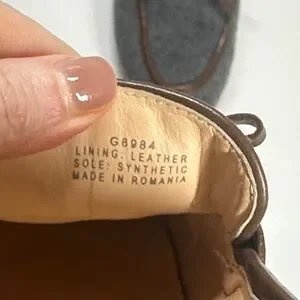 G8984
LINING: LEATHER
SOLE: SYNTHETIC
MADE IN ROMANIA